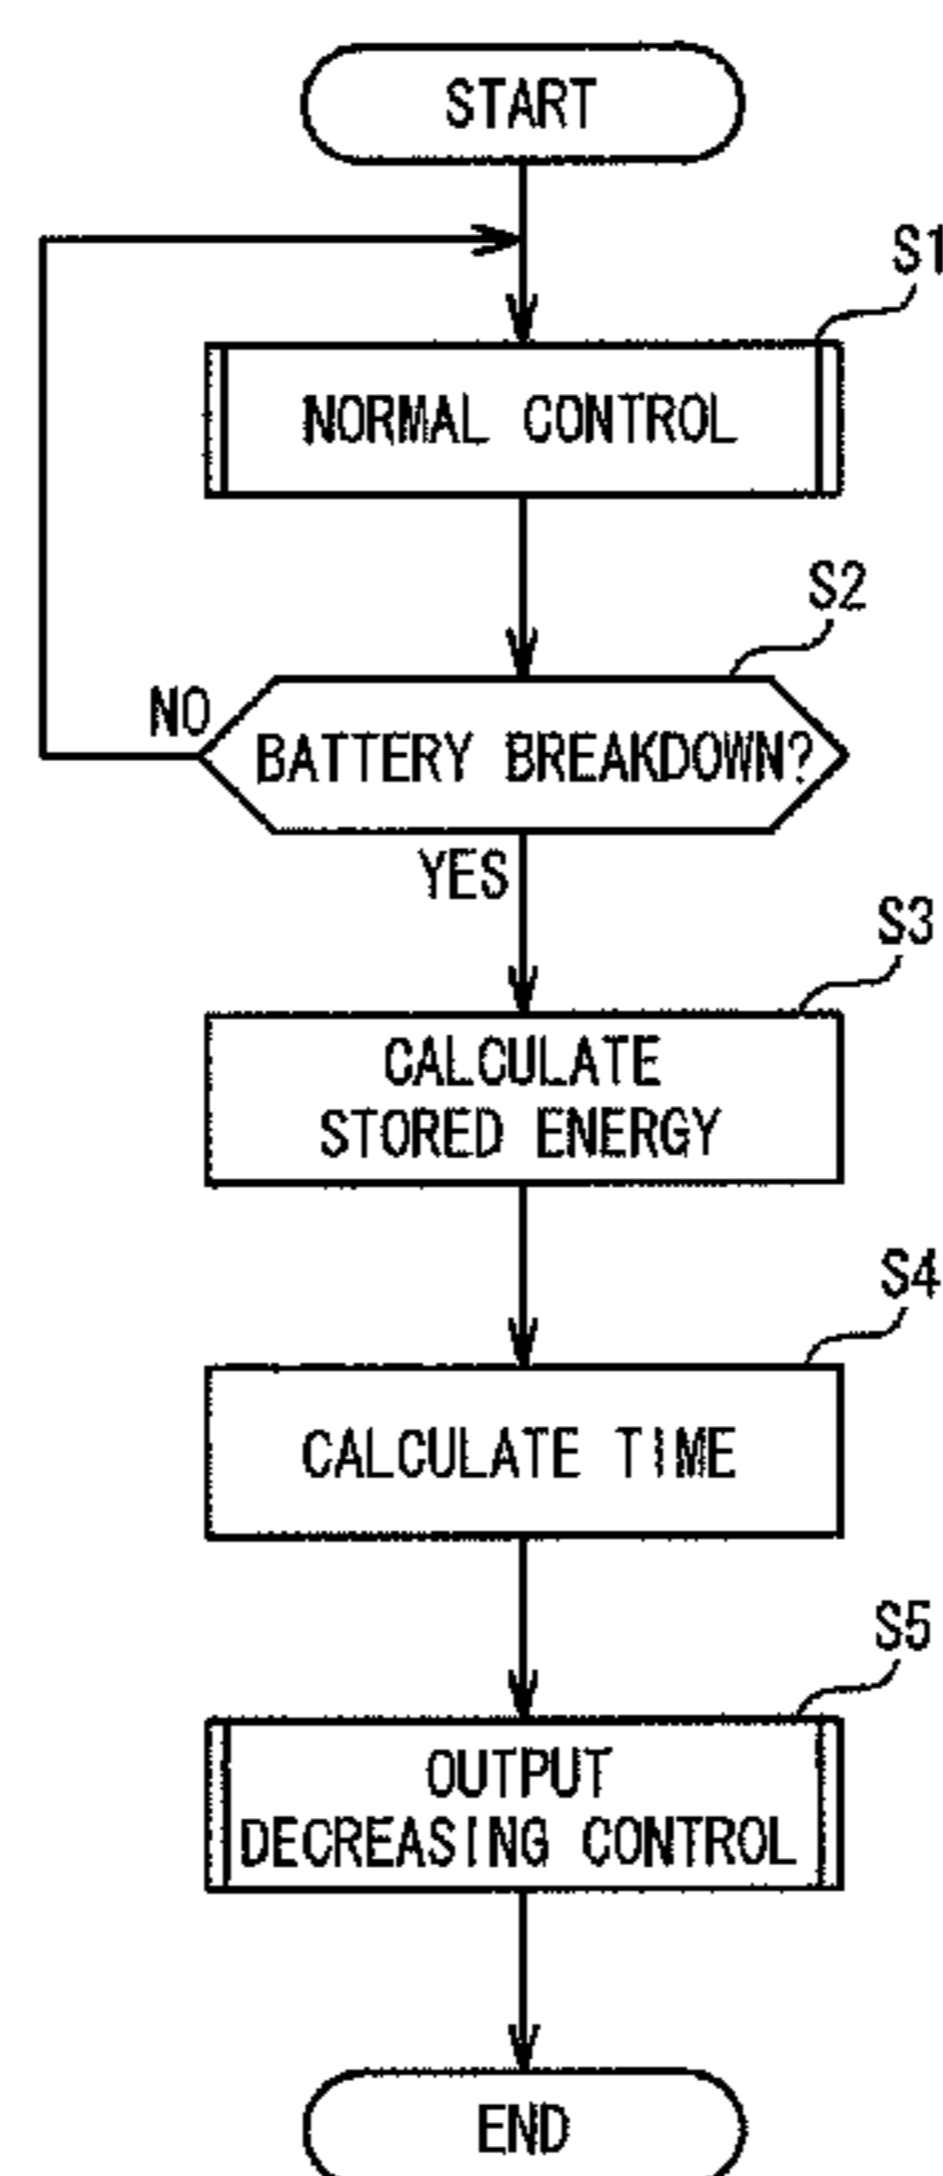 START
S1
NORMAL CONTROL
S2
NO
BATTERY BREAKDOWN?
YES
S3
CALCULATE
STORED ENERGY
S4
CALCULATE TIME
S5
OUTPUT
DECREASING CONTROL
END